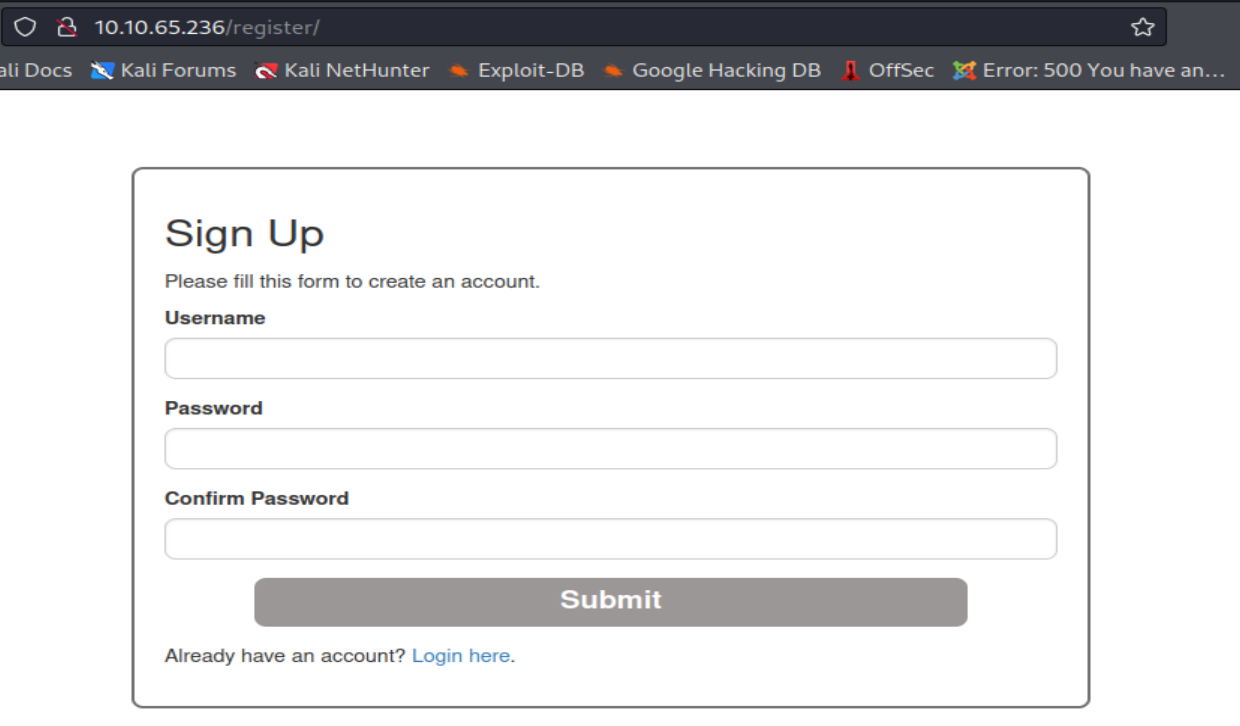 10.10.65.236/register/
ali Docs Kali Forums Kali NetHunter Exploit-DB Google Hacking DB OffSec Error: 500 You have an...
Sign Up
Please fill this form to create an account.
Username
Password
Confirm Password
Submit
Already have an account? Login here.